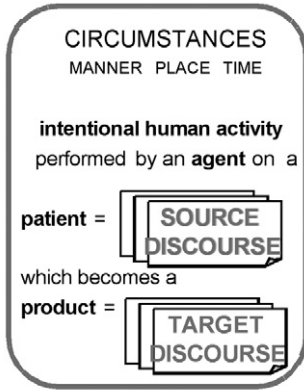 CIRCUMSTANCES
MANNER PLACE TIME
intentional human activity
performed by an agent on a
patient = SOURCE
DISCOURSE
which becomes a
product = TARGET
DISCOURSE